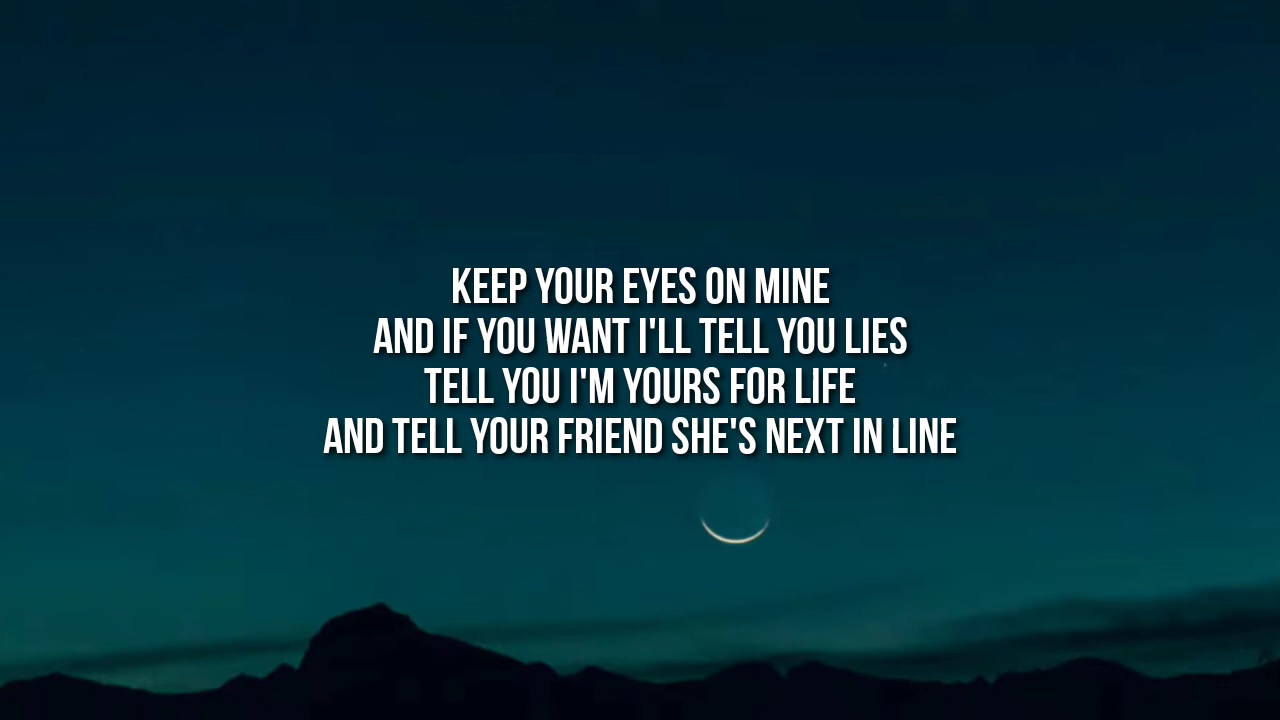 KEEP YOUR EYES ON MINE
AND IF YOU WANT I'LL TELL YOU LIES
TELL YOU I'M YOURS FOR LIFE
AND TELL YOUR FRIEND SHE'S NEXT IN LINE